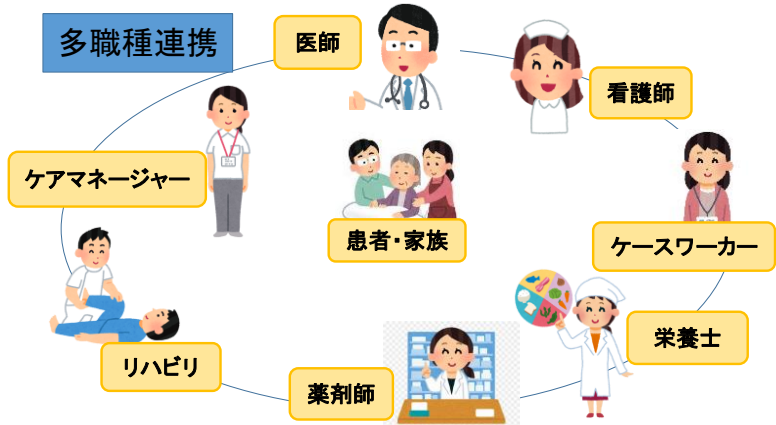 多職種連携
医師
看護師
ケアマネージャー
患者・家族
ケースワーカー
栄養士
リハビリ
薬剤師